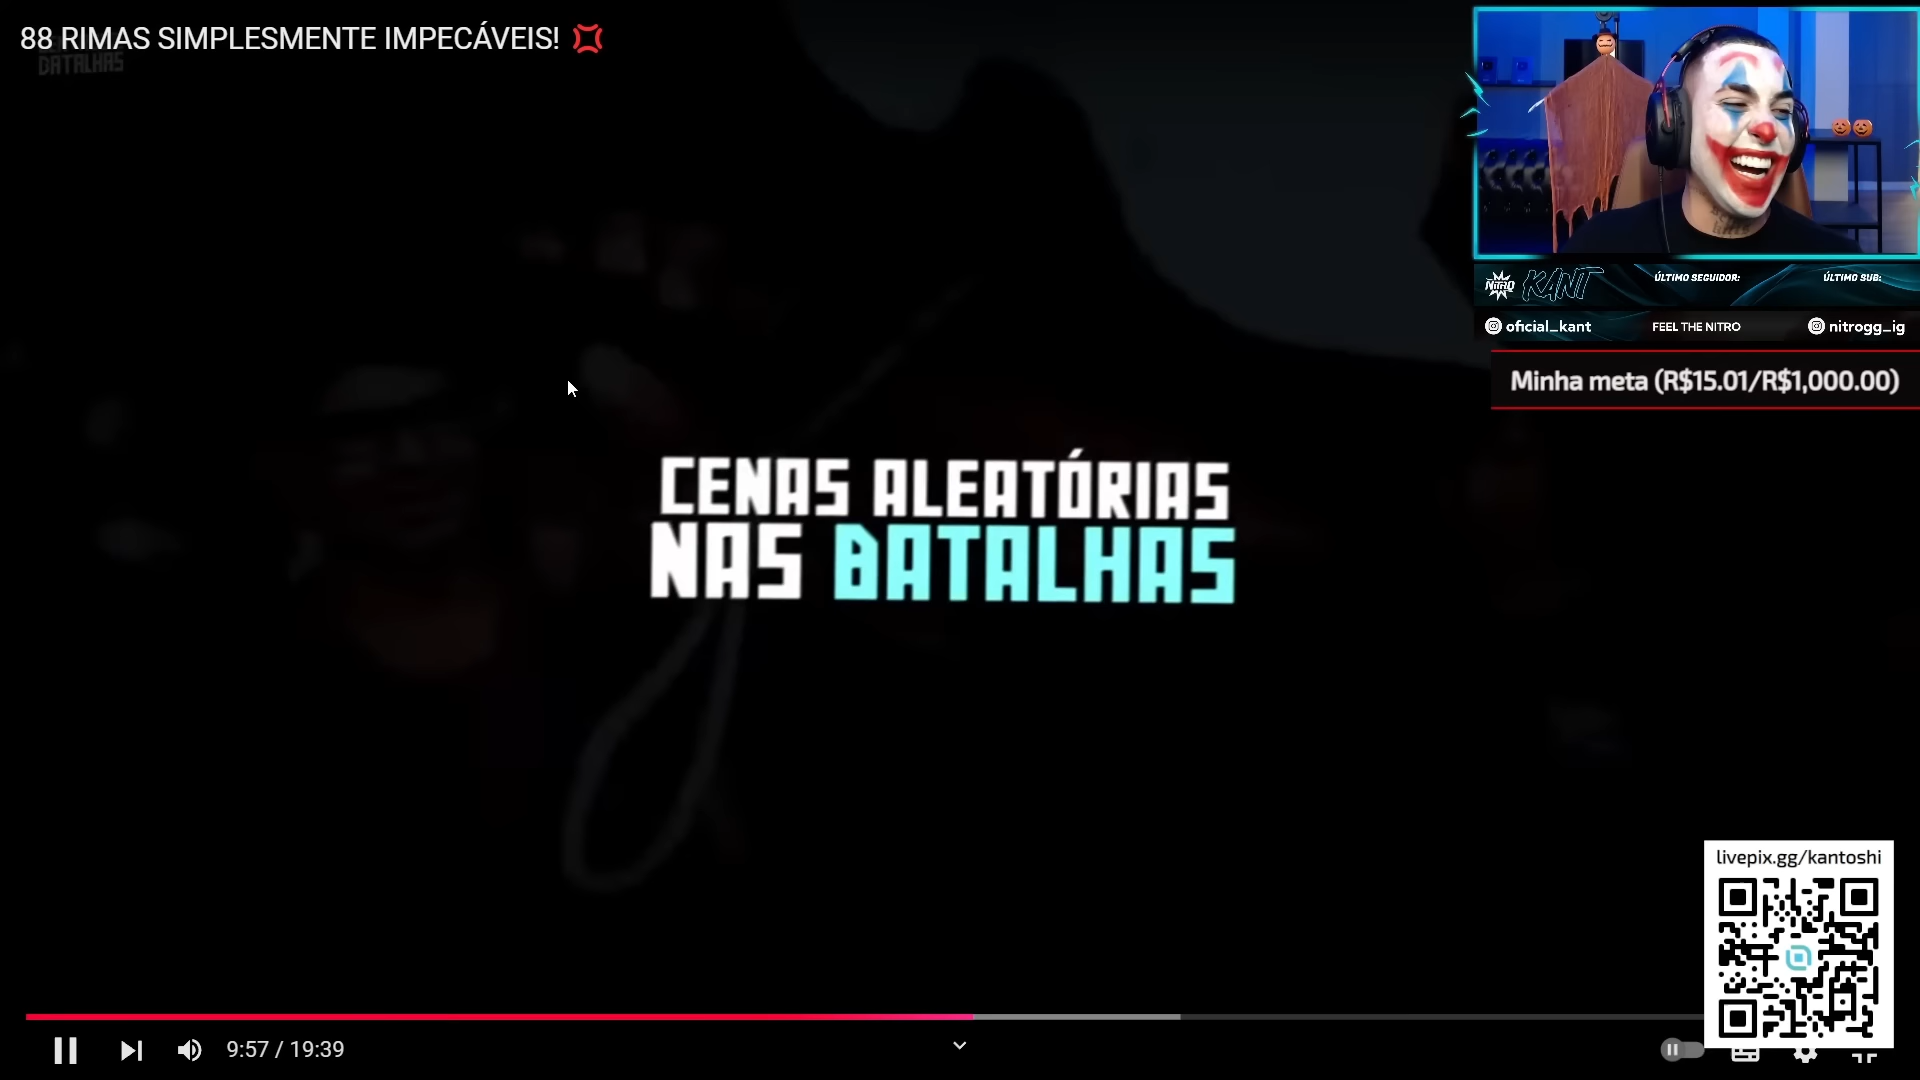 88 RIMAS SIMPLESMENTE IMPECÁVEIS! 💢
BATALHAS
NITRO KANT
ÚLTIMO SEGUIDOR:
ÚLTIMO SUB:
oficial_kant
FEEL THE NITRO
nitrogg_ig
Minha meta (R$15.01/R$1,000.00)
CENAS ALEATÓRIAS
NAS BATALHAS
livepix.gg/kantoshi
9:57 / 19:39